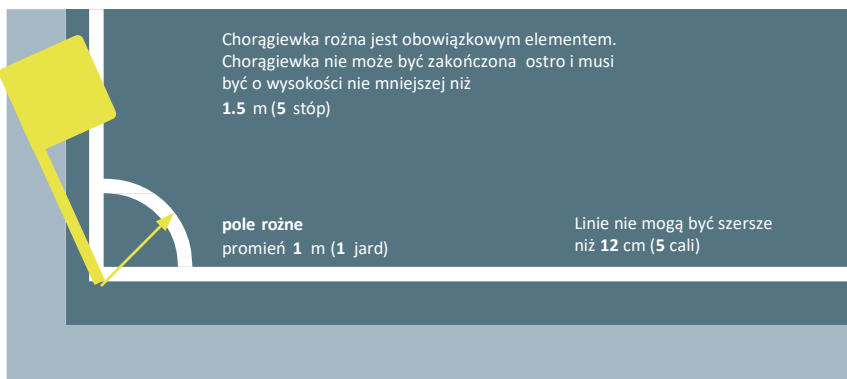 Chorągiewka rożna jest obowiązkowym elementem.
Chorągiewka nie może być zakończona ostro i musi
być o wysokości nie mniejszej niż
1.5 m (5 stóp)
pole rożne
promień 1 m (1 jard)
Linie nie mogą być szersze
niż 12 cm (5 cali)